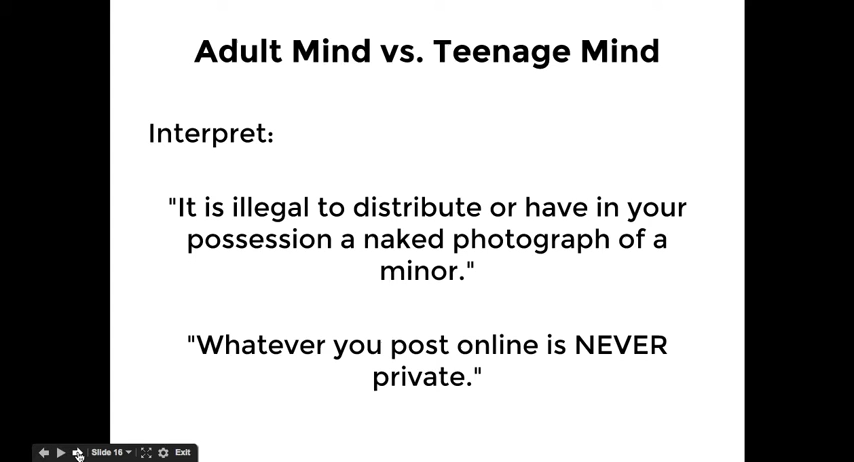 Adult Mind vs. Teenage Mind
Interpret:
"It is illegal to distribute or have in your
possession a naked photograph of a
minor."
"Whatever you post online is NEVER
private."
Slide 16
Exit